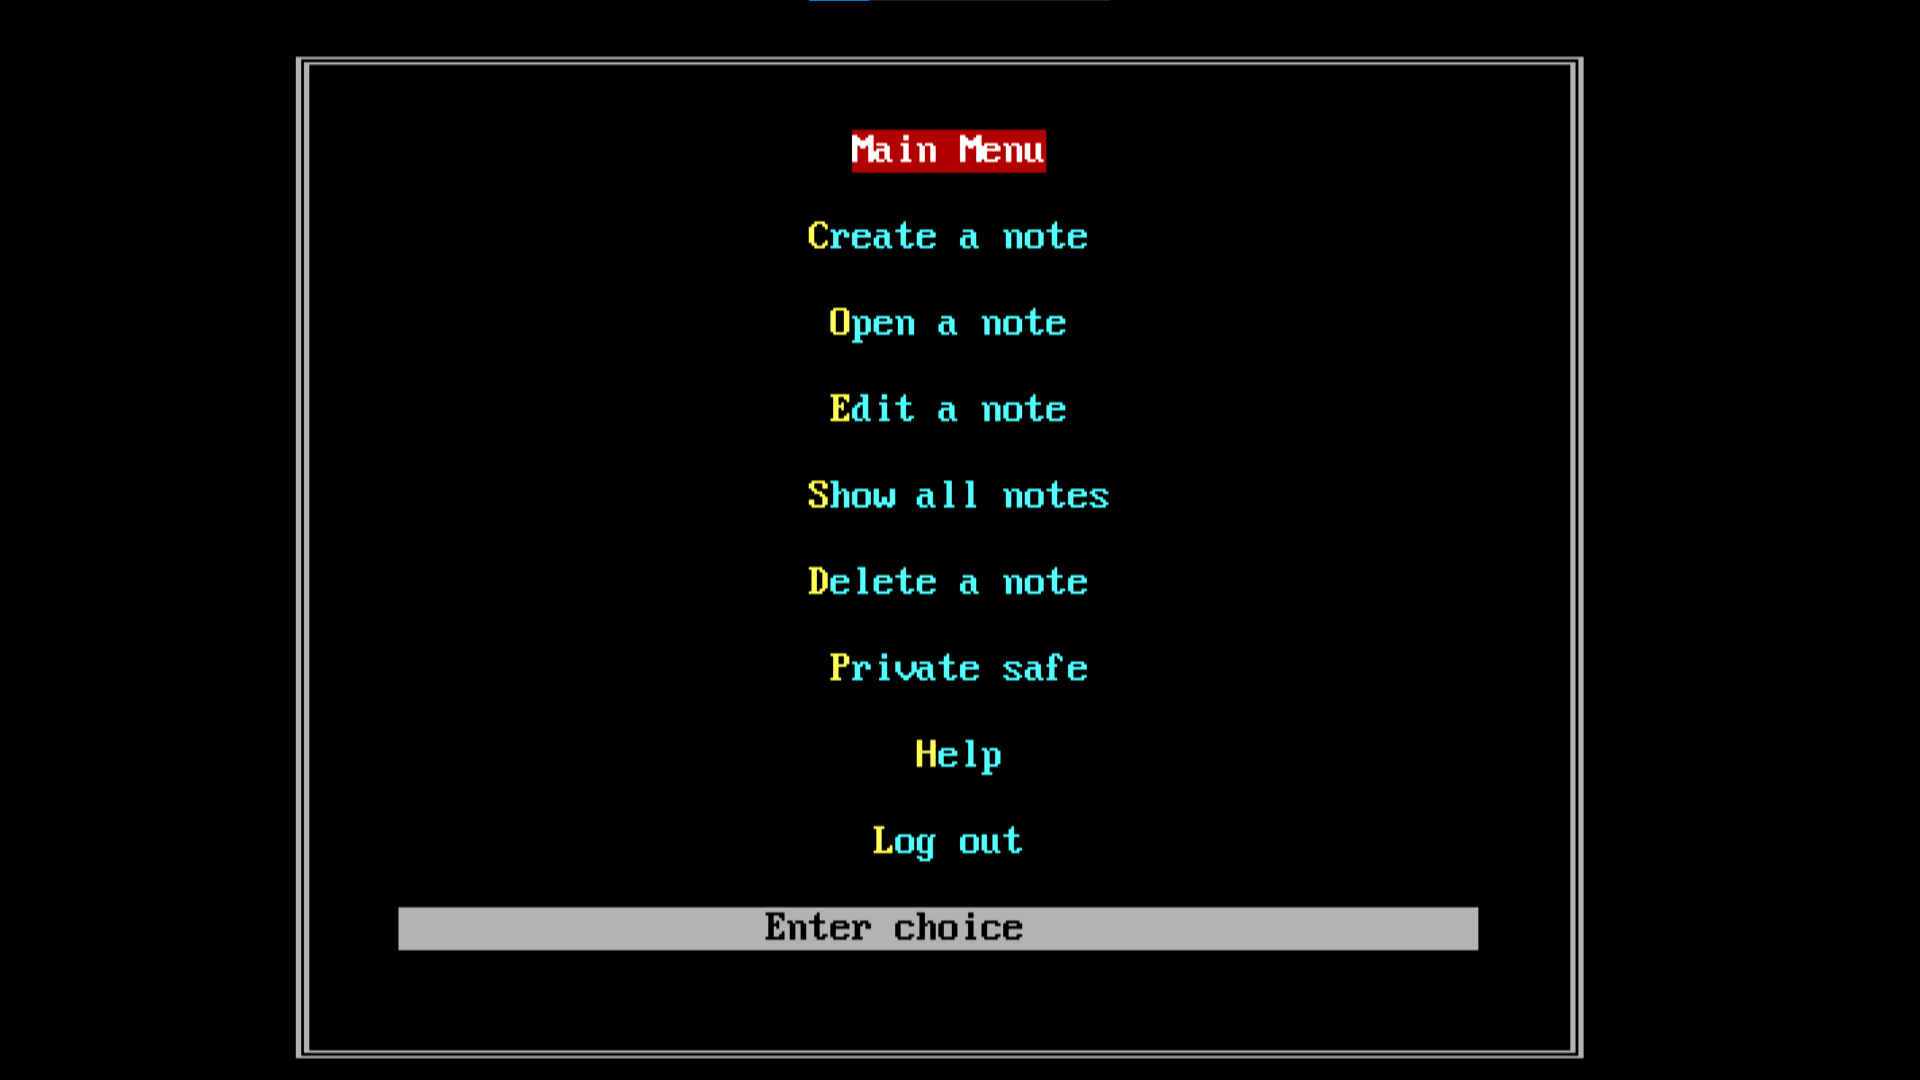 Main Menu
Create a note
Open a note
Edit a note
Show all notes
Delete a note
Private safe
Help
Log out
Enter choice